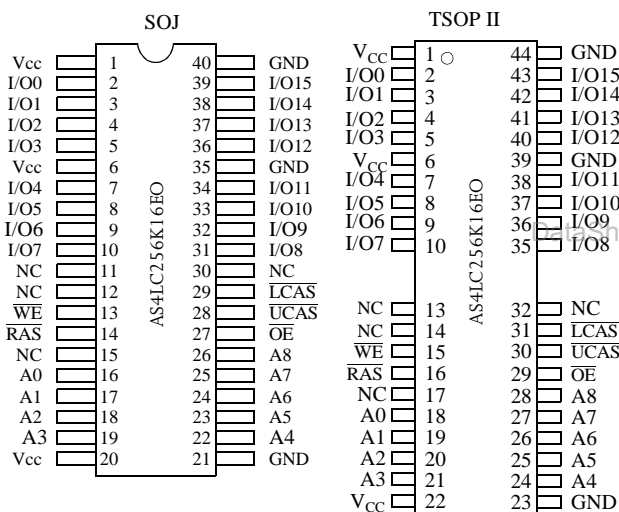 SOJ
Vcc 1 40 GND
I/O0 2 39 I/O15
I/O1 3 38 I/O14
I/O2 4 37 I/O13
I/O3 5 36 I/O12
Vcc 6 35 GND
I/O4 7 34 I/O11
I/O5 8 33 I/O10
I/O6 9 32 I/O9
I/O7 10 31 I/O8
NC 11 30 NC
NC 12 29 LCAS
WE 13 28 UCAS
RAS 14 27 OE
NC 15 26 A8
A0 16 25 A7
A1 17 24 A6
A2 18 23 A5
A3 19 22 A4
Vcc 20 21 GND
AS4LC256K16EO
TSOP II
VCC 1 44 GND
I/O0 2 43 I/O15
I/O1 3 42 I/O14
I/O2 4 41 I/O13
I/O3 5 40 I/O12
VCC 6 39 GND
I/O4 7 38 I/O11
I/O5 8 37 I/O10
I/O6 9 36 I/O9
I/O7 10 35 I/O8
NC 13 32 NC
NC 14 31 LCAS
WE 15 30 UCAS
RAS 16 29 OE
NC 17 28 A8
A0 18 27 A7
A1 19 26 A6
A2 20 25 A5
A3 21 24 A4
VCC 22 23 GND
AS4LC256K16EO